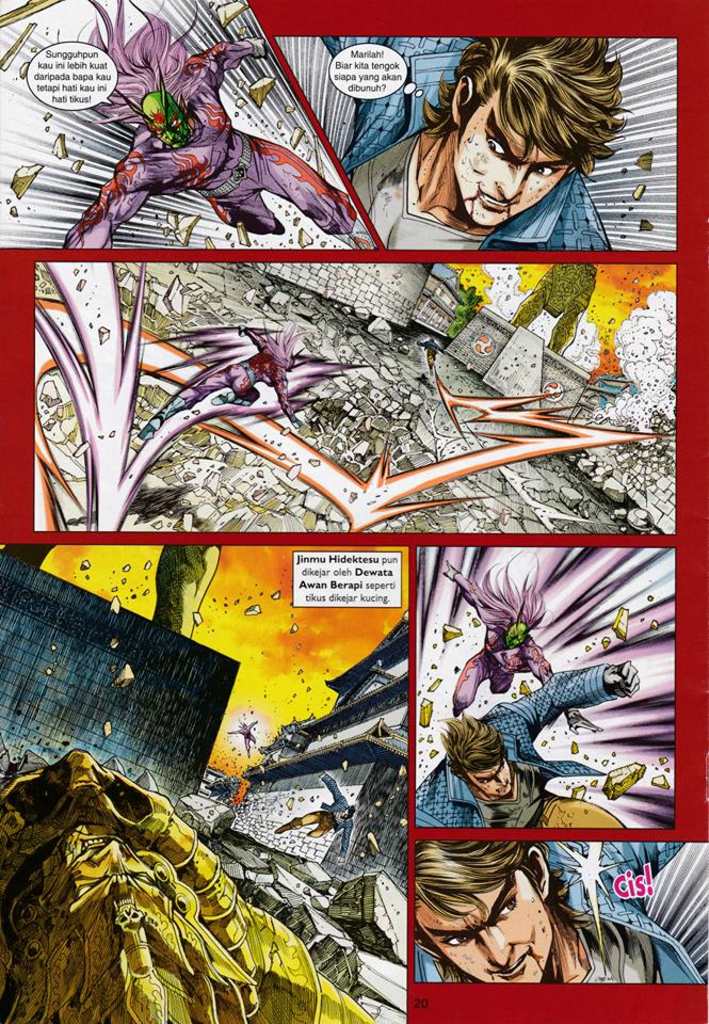 Sungguhpun
kau ini lebih kuat
daripada bapa kau
tetapi hati kau ini
hati tikus!
Marilah!
Biar kita tengok
siapa yang akan
dibunuh?
Jinmu Hidektesu pun
dikejar oleh Dewata
Awan Berapi seperti
tikus dikejar kucing.
Cis!
20